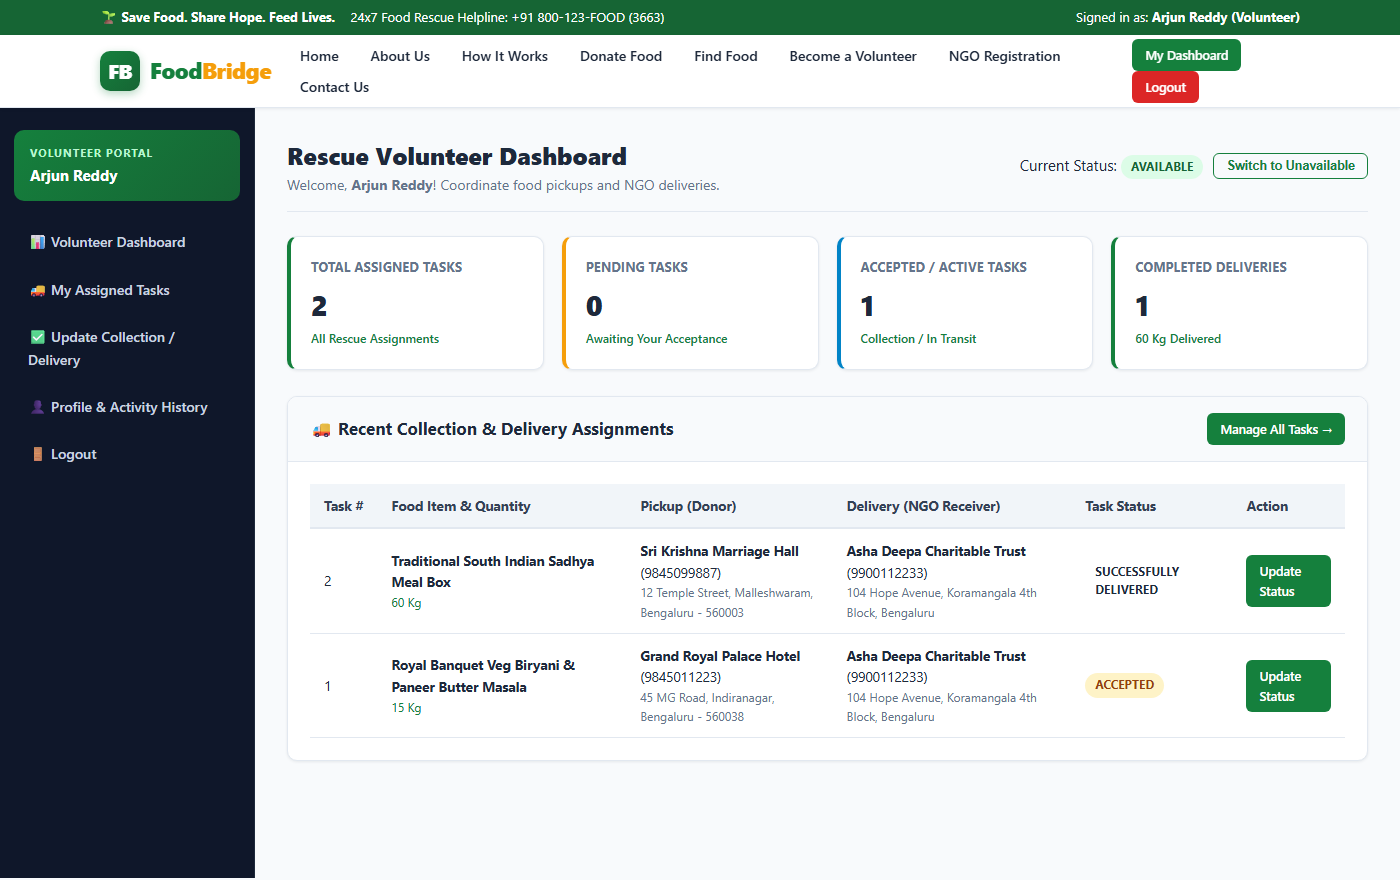 Save Food. Share Hope. Feed Lives. 24x7 Food Rescue Helpline: +91 800-123-FOOD (3663) Signed in as: Arjun Reddy (Volunteer)
FB FoodBridge
Home About Us How It Works Donate Food Find Food Become a Volunteer NGO Registration
Contact Us
My Dashboard
Logout
VOLUNTEER PORTAL
Arjun Reddy
Volunteer Dashboard
My Assigned Tasks
Update Collection /
Delivery
Profile & Activity History
Logout
Rescue Volunteer Dashboard
Welcome, Arjun Reddy! Coordinate food pickups and NGO deliveries.
Current Status: AVAILABLE Switch to Unavailable
TOTAL ASSIGNED TASKS
2
All Rescue Assignments
PENDING TASKS
0
Awaiting Your Acceptance
ACCEPTED / ACTIVE TASKS
1
Collection / In Transit
COMPLETED DELIVERIES
1
60 Kg Delivered
Recent Collection & Delivery Assignments
Manage All Tasks →
Task # Food Item & Quantity Pickup (Donor) Delivery (NGO Receiver) Task Status Action
2
Traditional South Indian Sadhya
Meal Box
60 Kg
Sri Krishna Marriage Hall
(9845099887)
12 Temple Street, Malleshwaram,
Bengaluru - 560003
Asha Deepa Charitable Trust
(9900112233)
104 Hope Avenue, Koramangala 4th
Block, Bengaluru
SUCCESSFULLY
DELIVERED
Update
Status
1
Royal Banquet Veg Biryani &
Paneer Butter Masala
15 Kg
Grand Royal Palace Hotel
(9845011223)
45 MG Road, Indiranagar,
Bengaluru - 560038
Asha Deepa Charitable Trust
(9900112233)
104 Hope Avenue, Koramangala 4th
Block, Bengaluru
ACCEPTED
Update
Status